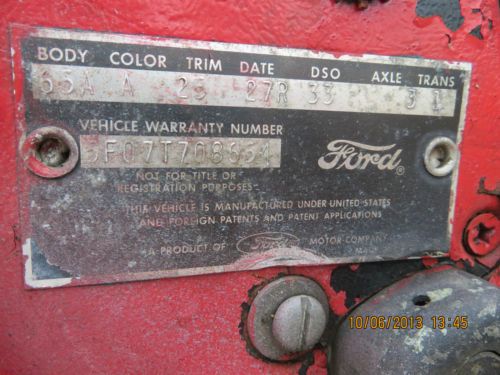 BODY COLOR TRIM DATE DSO AXLE TRANS
65A A 25 27R 33 3 1
VEHICLE WARRANTY NUMBER
5F07T708654
Ford®
NOT FOR TITLE OR
REGISTRATION PURPOSES
THIS VEHICLE IS MANUFACTURED UNDER UNITED STATES
AND FOREIGN PATENTS AND PATENT APPLICATIONS
A PRODUCT OF Ford MOTOR COMPANY
10/06/2013 13:45